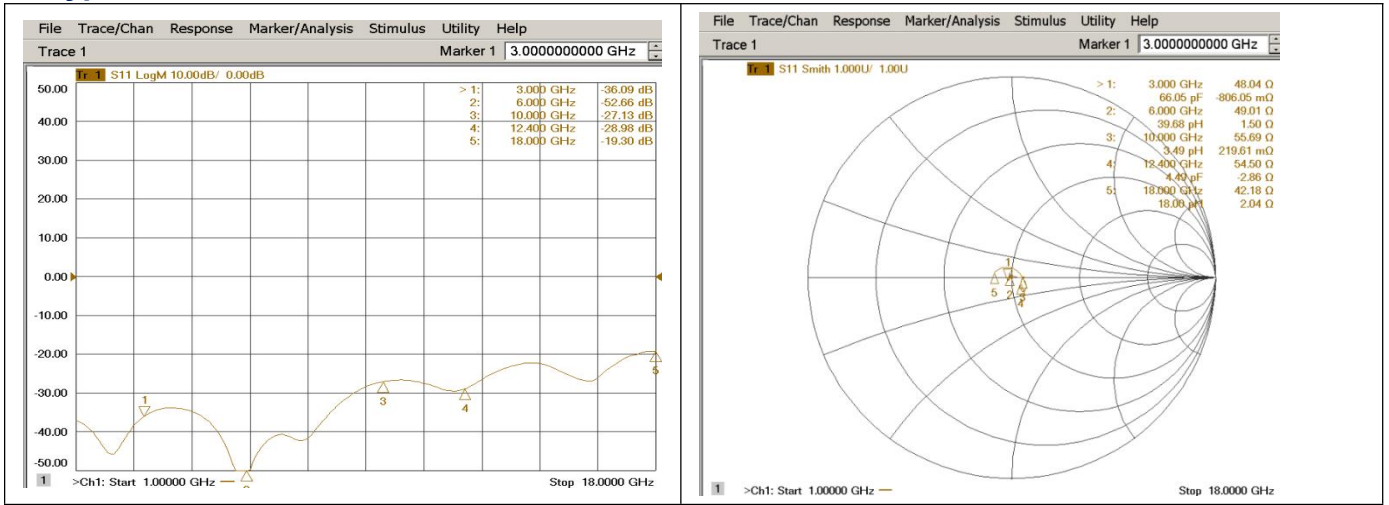 File Trace/Chan Response Marker/Analysis Stimulus Utility Help
Trace 1 Marker 1 3.0000000000 GHz
Tr 1 S11 LogM 10.00dB/ 0.00dB
50.00
40.00
30.00
20.00
10.00
0.00
-10.00
-20.00
-30.00
-40.00
-50.00
> 1: 3.000 GHz -36.09 dB
2: 6.000 GHz -52.66 dB
3: 10.000 GHz -27.13 dB
4: 12.400 GHz -28.98 dB
5: 18.000 GHz -19.30 dB
1
3
4
5
1 >Ch1: Start 1.00000 GHz Stop 18.0000 GHz
File Trace/Chan Response Marker/Analysis Stimulus Utility Help
Trace 1 Marker 1 3.0000000000 GHz
Tr 1 S11 Smith 1.000U/ 1.00U
> 1: 3.000 GHz 48.04 Ω
66.05 pF -806.05 mΩ
2: 6.000 GHz 49.01 Ω
39.68 pH 1.50 Ω
3: 10.000 GHz 55.69 Ω
3.49 pH 219.61 mΩ
4: 12.400 GHz 54.50 Ω
4.49 pF -2.86 Ω
5: 18.000 GHz 42.18 Ω
18.00 pH 2.04 Ω
1
5 2 3
4
1 >Ch1: Start 1.00000 GHz Stop 18.0000 GHz